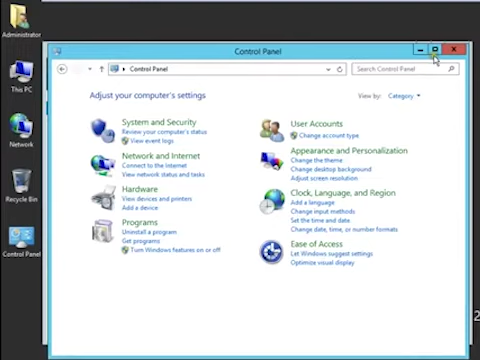 Administrator
This PC
Network
Recycle Bin
Control Panel
Control Panel
Control Panel
Search Control Panel
Adjust your computer's settings
View by: Category
System and Security
Review your computer's status
View event logs
Network and Internet
Connect to the Internet
View network status and tasks
Hardware
View devices and printers
Add a device
Programs
Uninstall a program
Get programs
Turn Windows features on or off
User Accounts
Change account type
Appearance and Personalization
Change the theme
Change desktop background
Adjust screen resolution
Clock, Language, and Region
Add a language
Change input methods
Set the time and date
Change date, time, or number formats
Ease of Access
Let Windows suggest settings
Optimize visual display
2